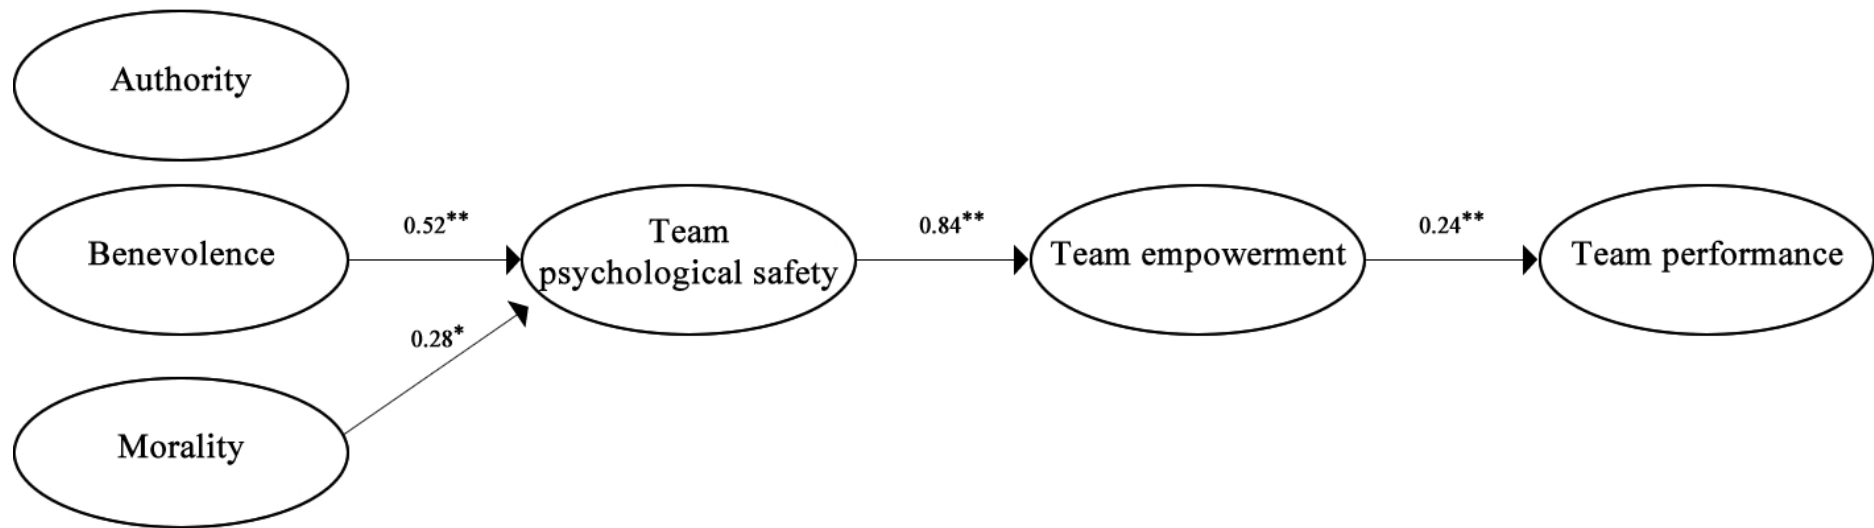 Authority
Benevolence
0.52**
Team
psychological safety
0.84**
Team empowerment
0.24**
Team performance
0.28*
Morality